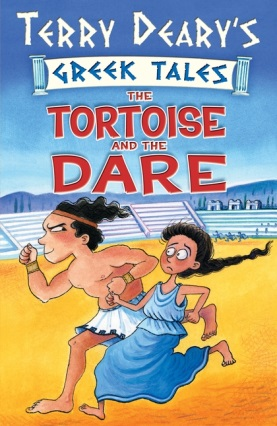 TERRY DEARY'S
GREEK TALES
THE
TORTOISE
AND THE
DARE